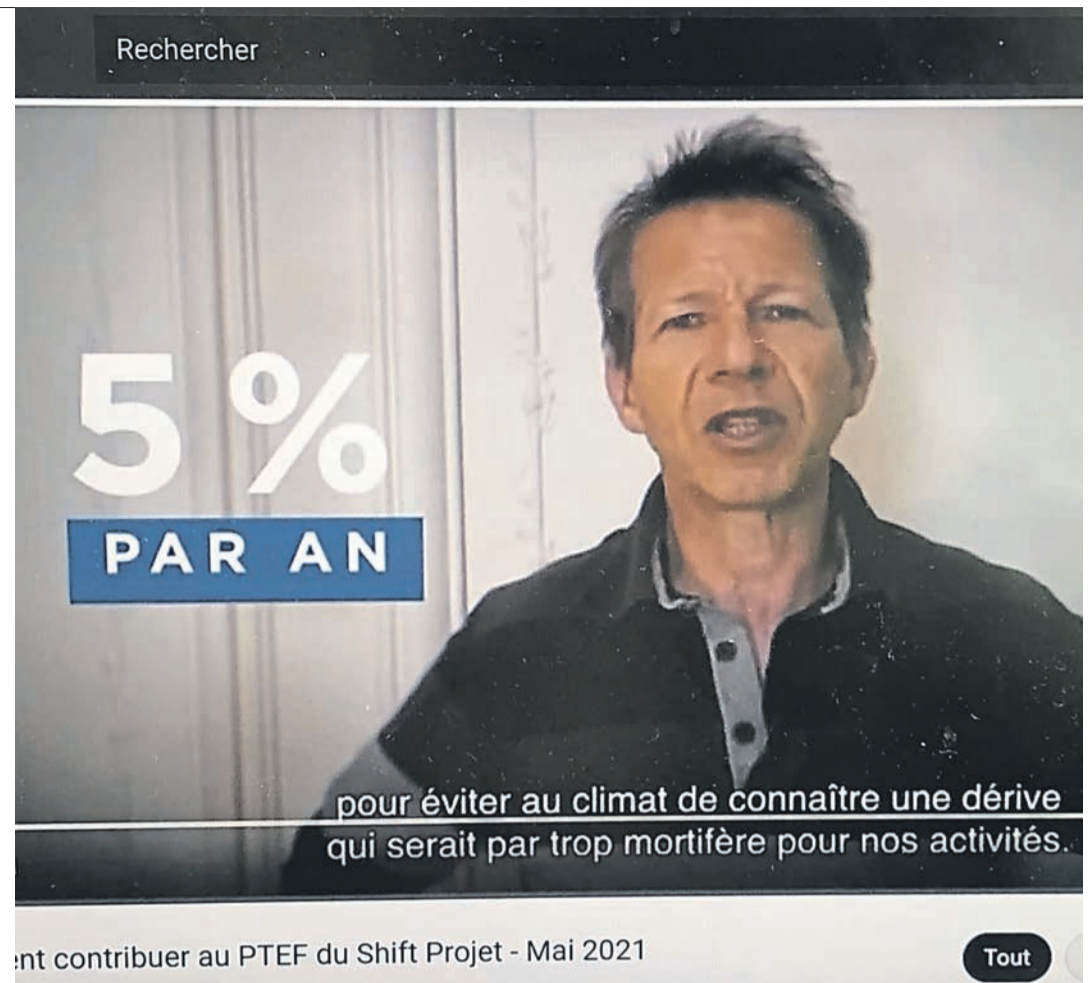 Rechercher
5 %
PAR AN
pour éviter au climat de connaître une dérive
qui serait par trop mortifère pour nos activités.
contribuer au PTEF du Shift Projet - Mai 2021
Tout